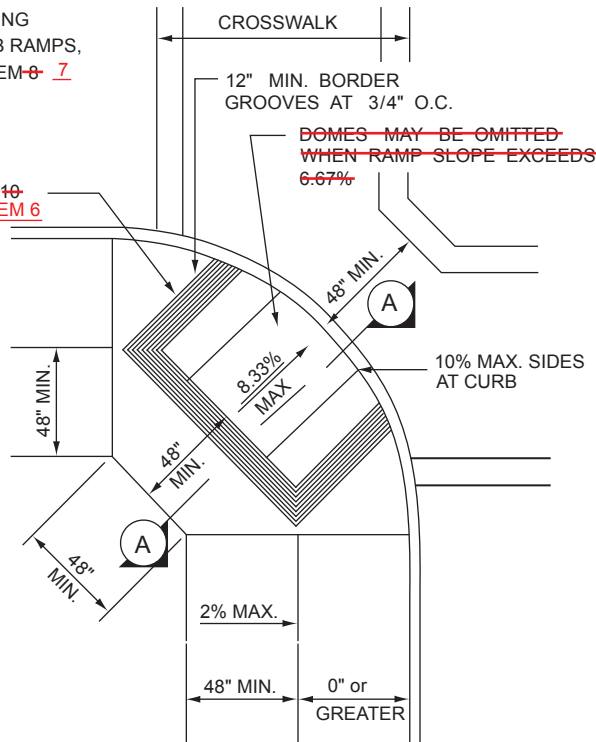 ING
CROSSWALK
RAMPS,
EM 8 7
12" MIN. BORDER
GROOVES AT 3/4" O.C.
DOMES MAY BE OMITTED
WHEN RAMP SLOPE EXCEEDS
6.67%
10
EM 6
48" MIN.
A
10% MAX. SIDES
AT CURB
8.33%
MAX
48" MIN.
48"
MIN.
A
48"
MIN.
2% MAX.
48" MIN.
0" or
GREATER